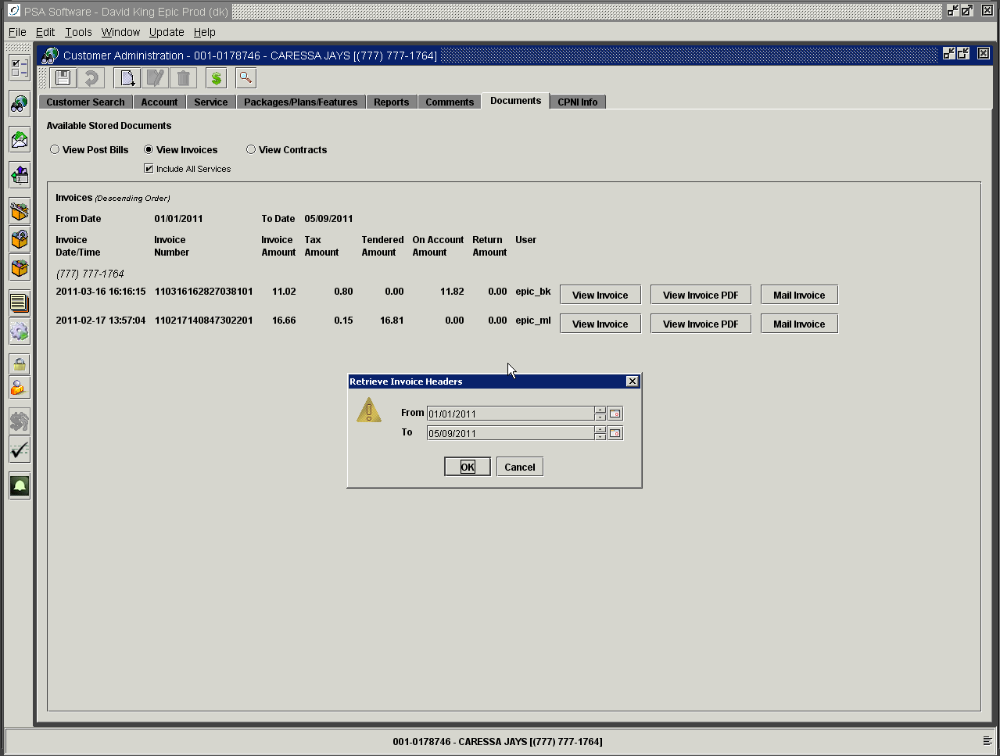 PSA Software - David King Epic Prod (dk)
File Edit Tools Window Update Help
Customer Administration - 001-0178746 - CARESSA JAYS [(777) 777-1764]
Customer Search Account Service Packages/Plans/Features Reports Comments Documents CPNI Info
Available Stored Documents
View Post Bills View Invoices View Contracts
Include All Services
Invoices (Descending Order)
From Date 01/01/2011 To Date 05/09/2011
Invoice Invoice Invoice Tax Tendered On Account Return User
Date/Time Number Amount Amount Amount Amount Amount
(777) 777-1764
2011-03-16 16:16:15 110316162827038101 11.02 0.80 0.00 11.82 0.00 epic_bk View Invoice View Invoice PDF Mail Invoice
2011-02-17 13:57:04 110217140847302201 16.66 0.15 16.81 0.00 0.00 epic_ml View Invoice View Invoice PDF Mail Invoice
Retrieve Invoice Headers
From 01/01/2011
To 05/09/2011
OK Cancel
001-0178746 - CARESSA JAYS [(777) 777-1764]